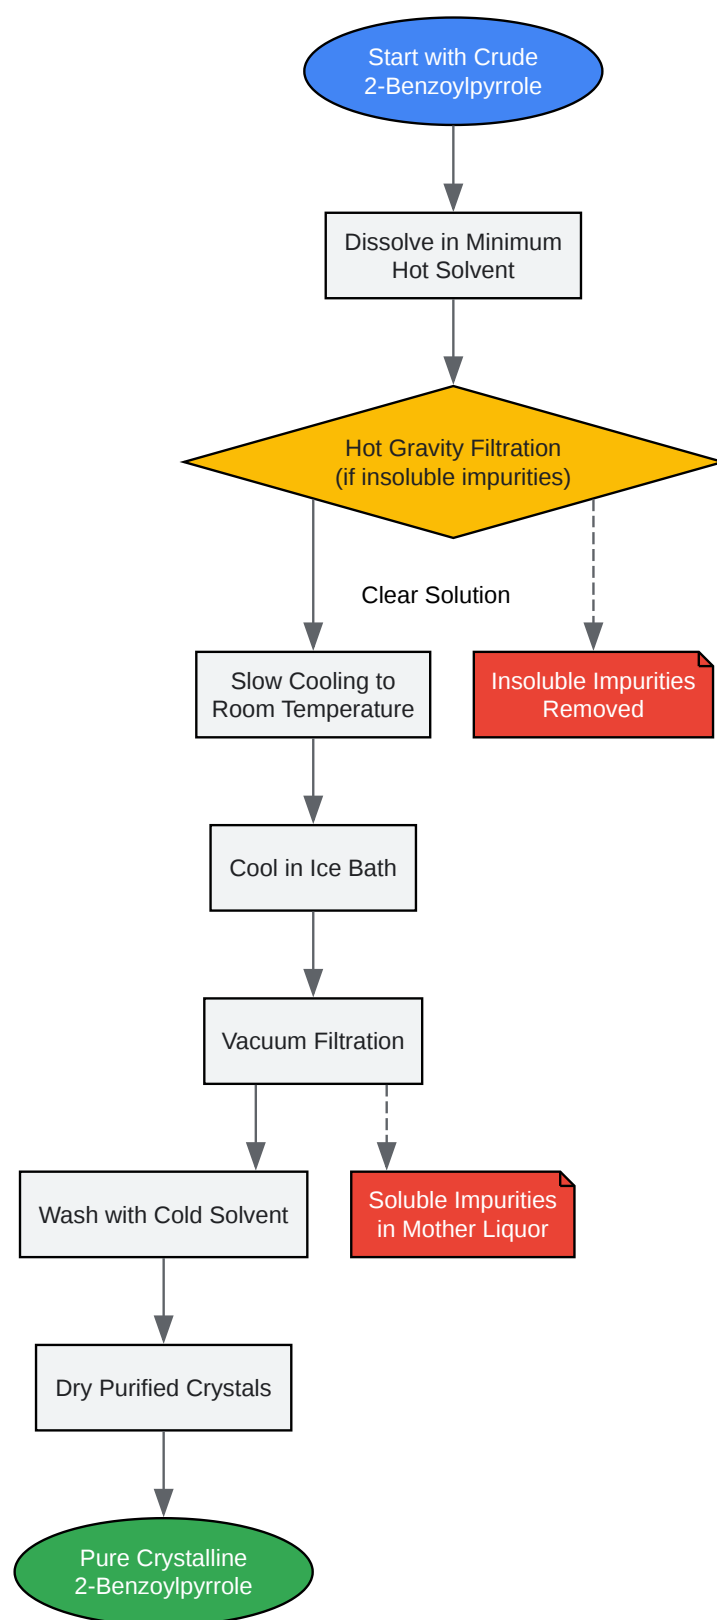 Start with Crude
2-Benzoylpyrrole
Dissolve in Minimum
Hot Solvent
Hot Gravity Filtration
(if insoluble impurities)
Clear Solution
Slow Cooling to
Room Temperature
Insoluble Impurities
Removed
Cool in Ice Bath
Vacuum Filtration
Wash with Cold Solvent
Soluble Impurities
in Mother Liquor
Dry Purified Crystals
Pure Crystalline
2-Benzoylpyrrole